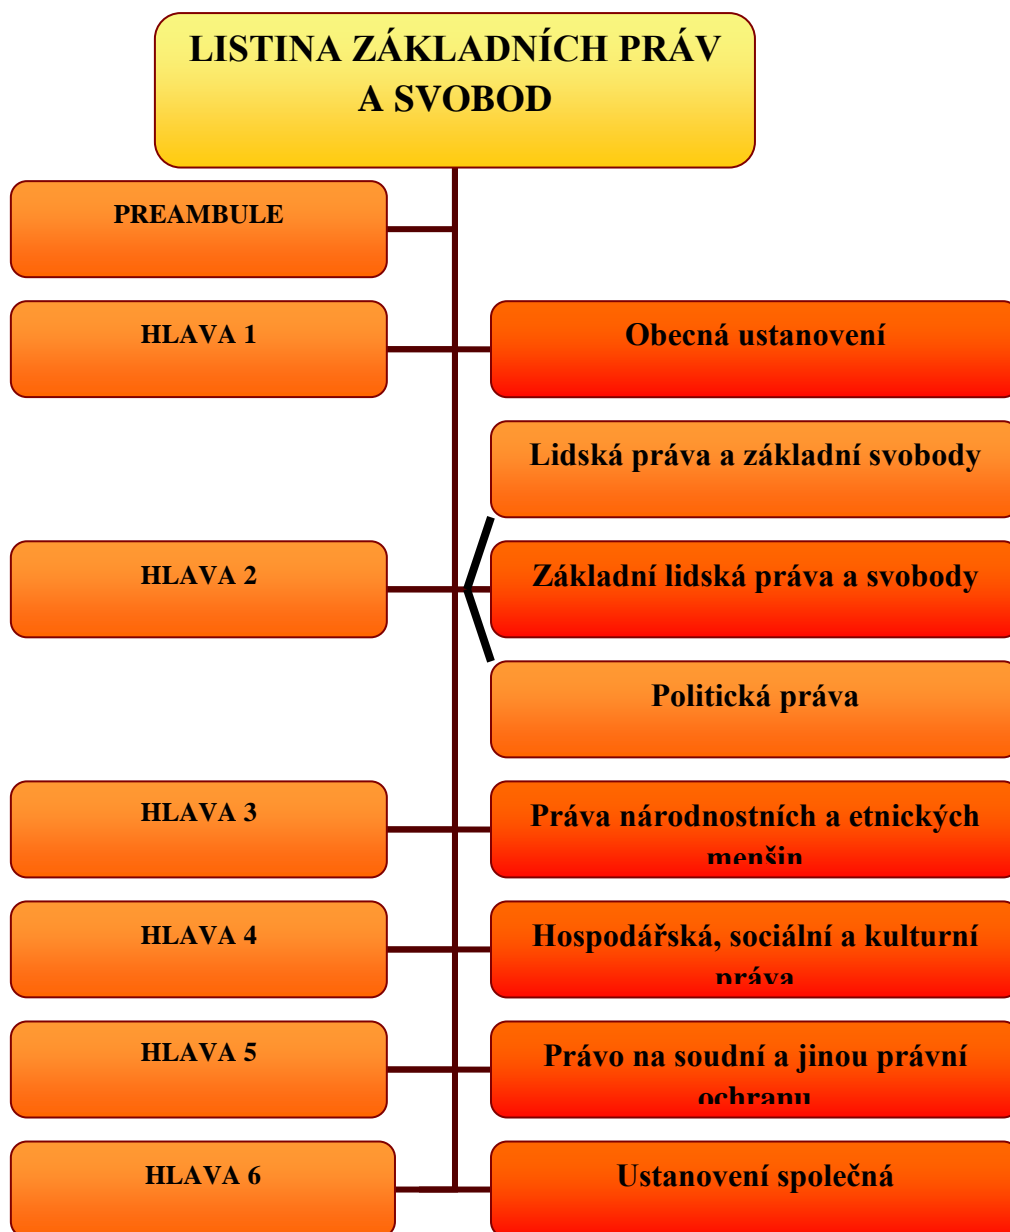 LISTINA ZÁKLADNÍCH PRÁV
A SVOBOD
PREAMBULE
HLAVA 1
Obecná ustanovení
Lidská práva a základní svobody
HLAVA 2
Základní lidská práva a svobody
Politická práva
HLAVA 3
Práva národnostních a etnických
menšin
HLAVA 4
Hospodářská, sociální a kulturní
práva
HLAVA 5
Právo na soudní a jinou právní
ochranu
HLAVA 6
Ustanovení společná